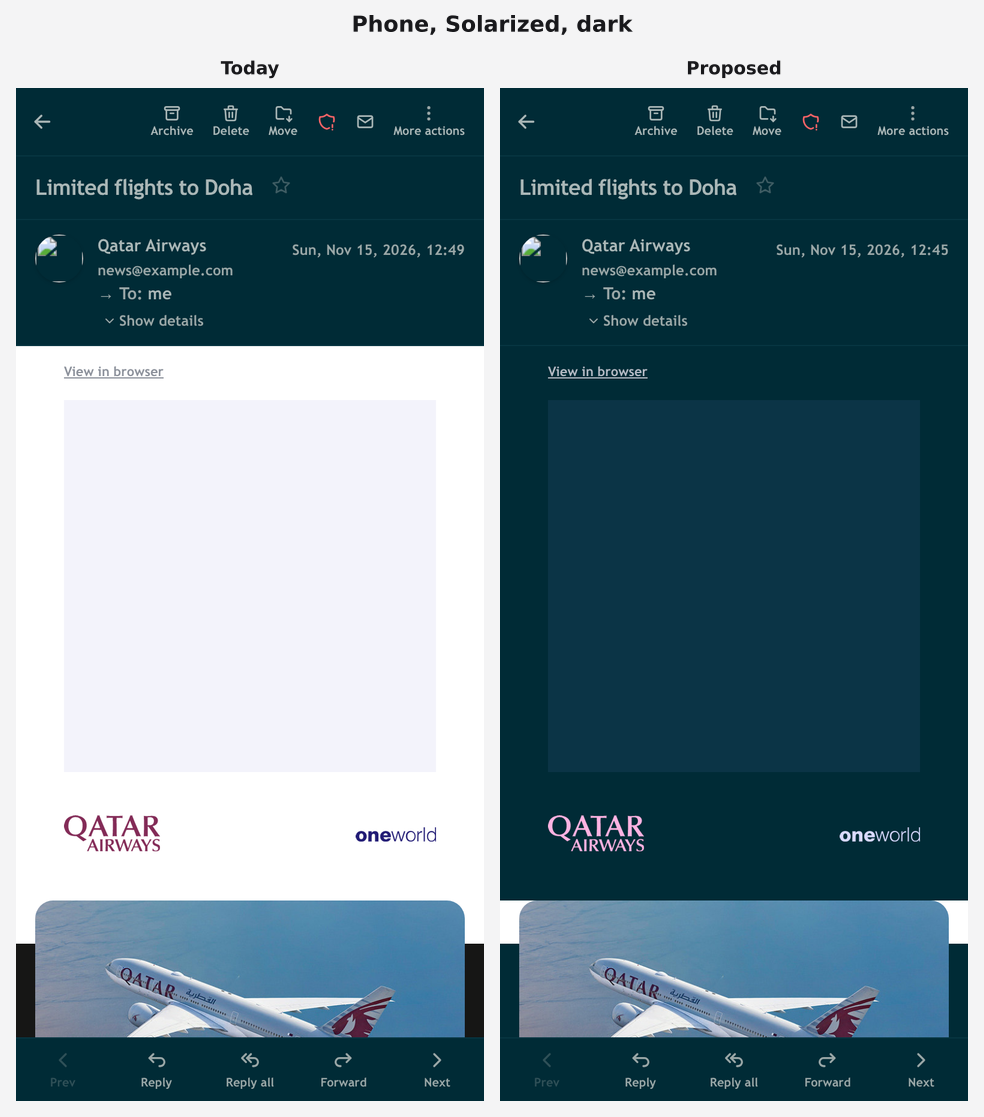 Phone, Solarized, dark
Today
Archive
Delete
Move
More actions
Limited flights to Doha
Qatar Airways
Sun, Nov 15, 2026, 12:49
news@example.com
→ To: me
Show details
View in browser
QATAR
AIRWAYS
oneworld
QATAR القطرية
Prev
Reply
Reply all
Forward
Next
Proposed
Archive
Delete
Move
More actions
Limited flights to Doha
Qatar Airways
Sun, Nov 15, 2026, 12:45
news@example.com
→ To: me
Show details
View in browser
QATAR
AIRWAYS
oneworld
QATAR القطرية
Prev
Reply
Reply all
Forward
Next